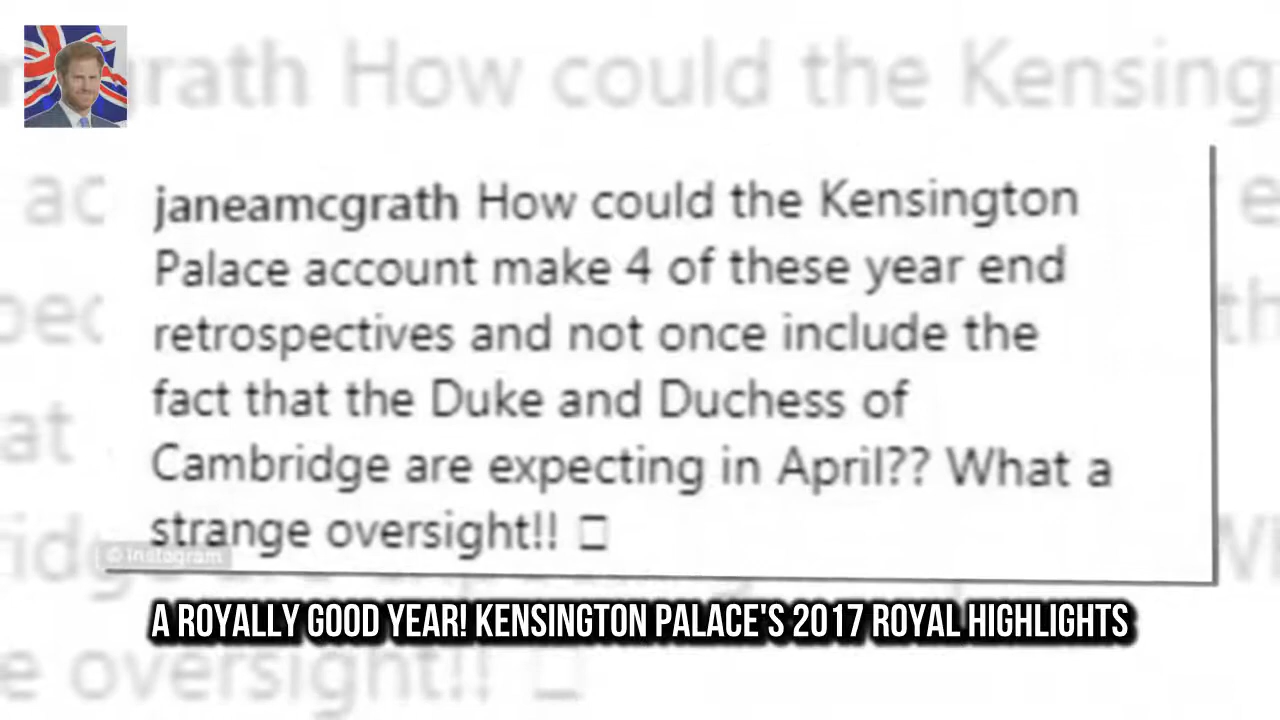 janeamcgrath How could the Kensington
Palace account make 4 of these year end
retrospectives and not once include the
fact that the Duke and Duchess of
Cambridge are expecting in April?? What a
strange oversight!! □
© Instagram
A ROYALLY GOOD YEAR! KENSINGTON PALACE'S 2017 ROYAL HIGHLIGHTS